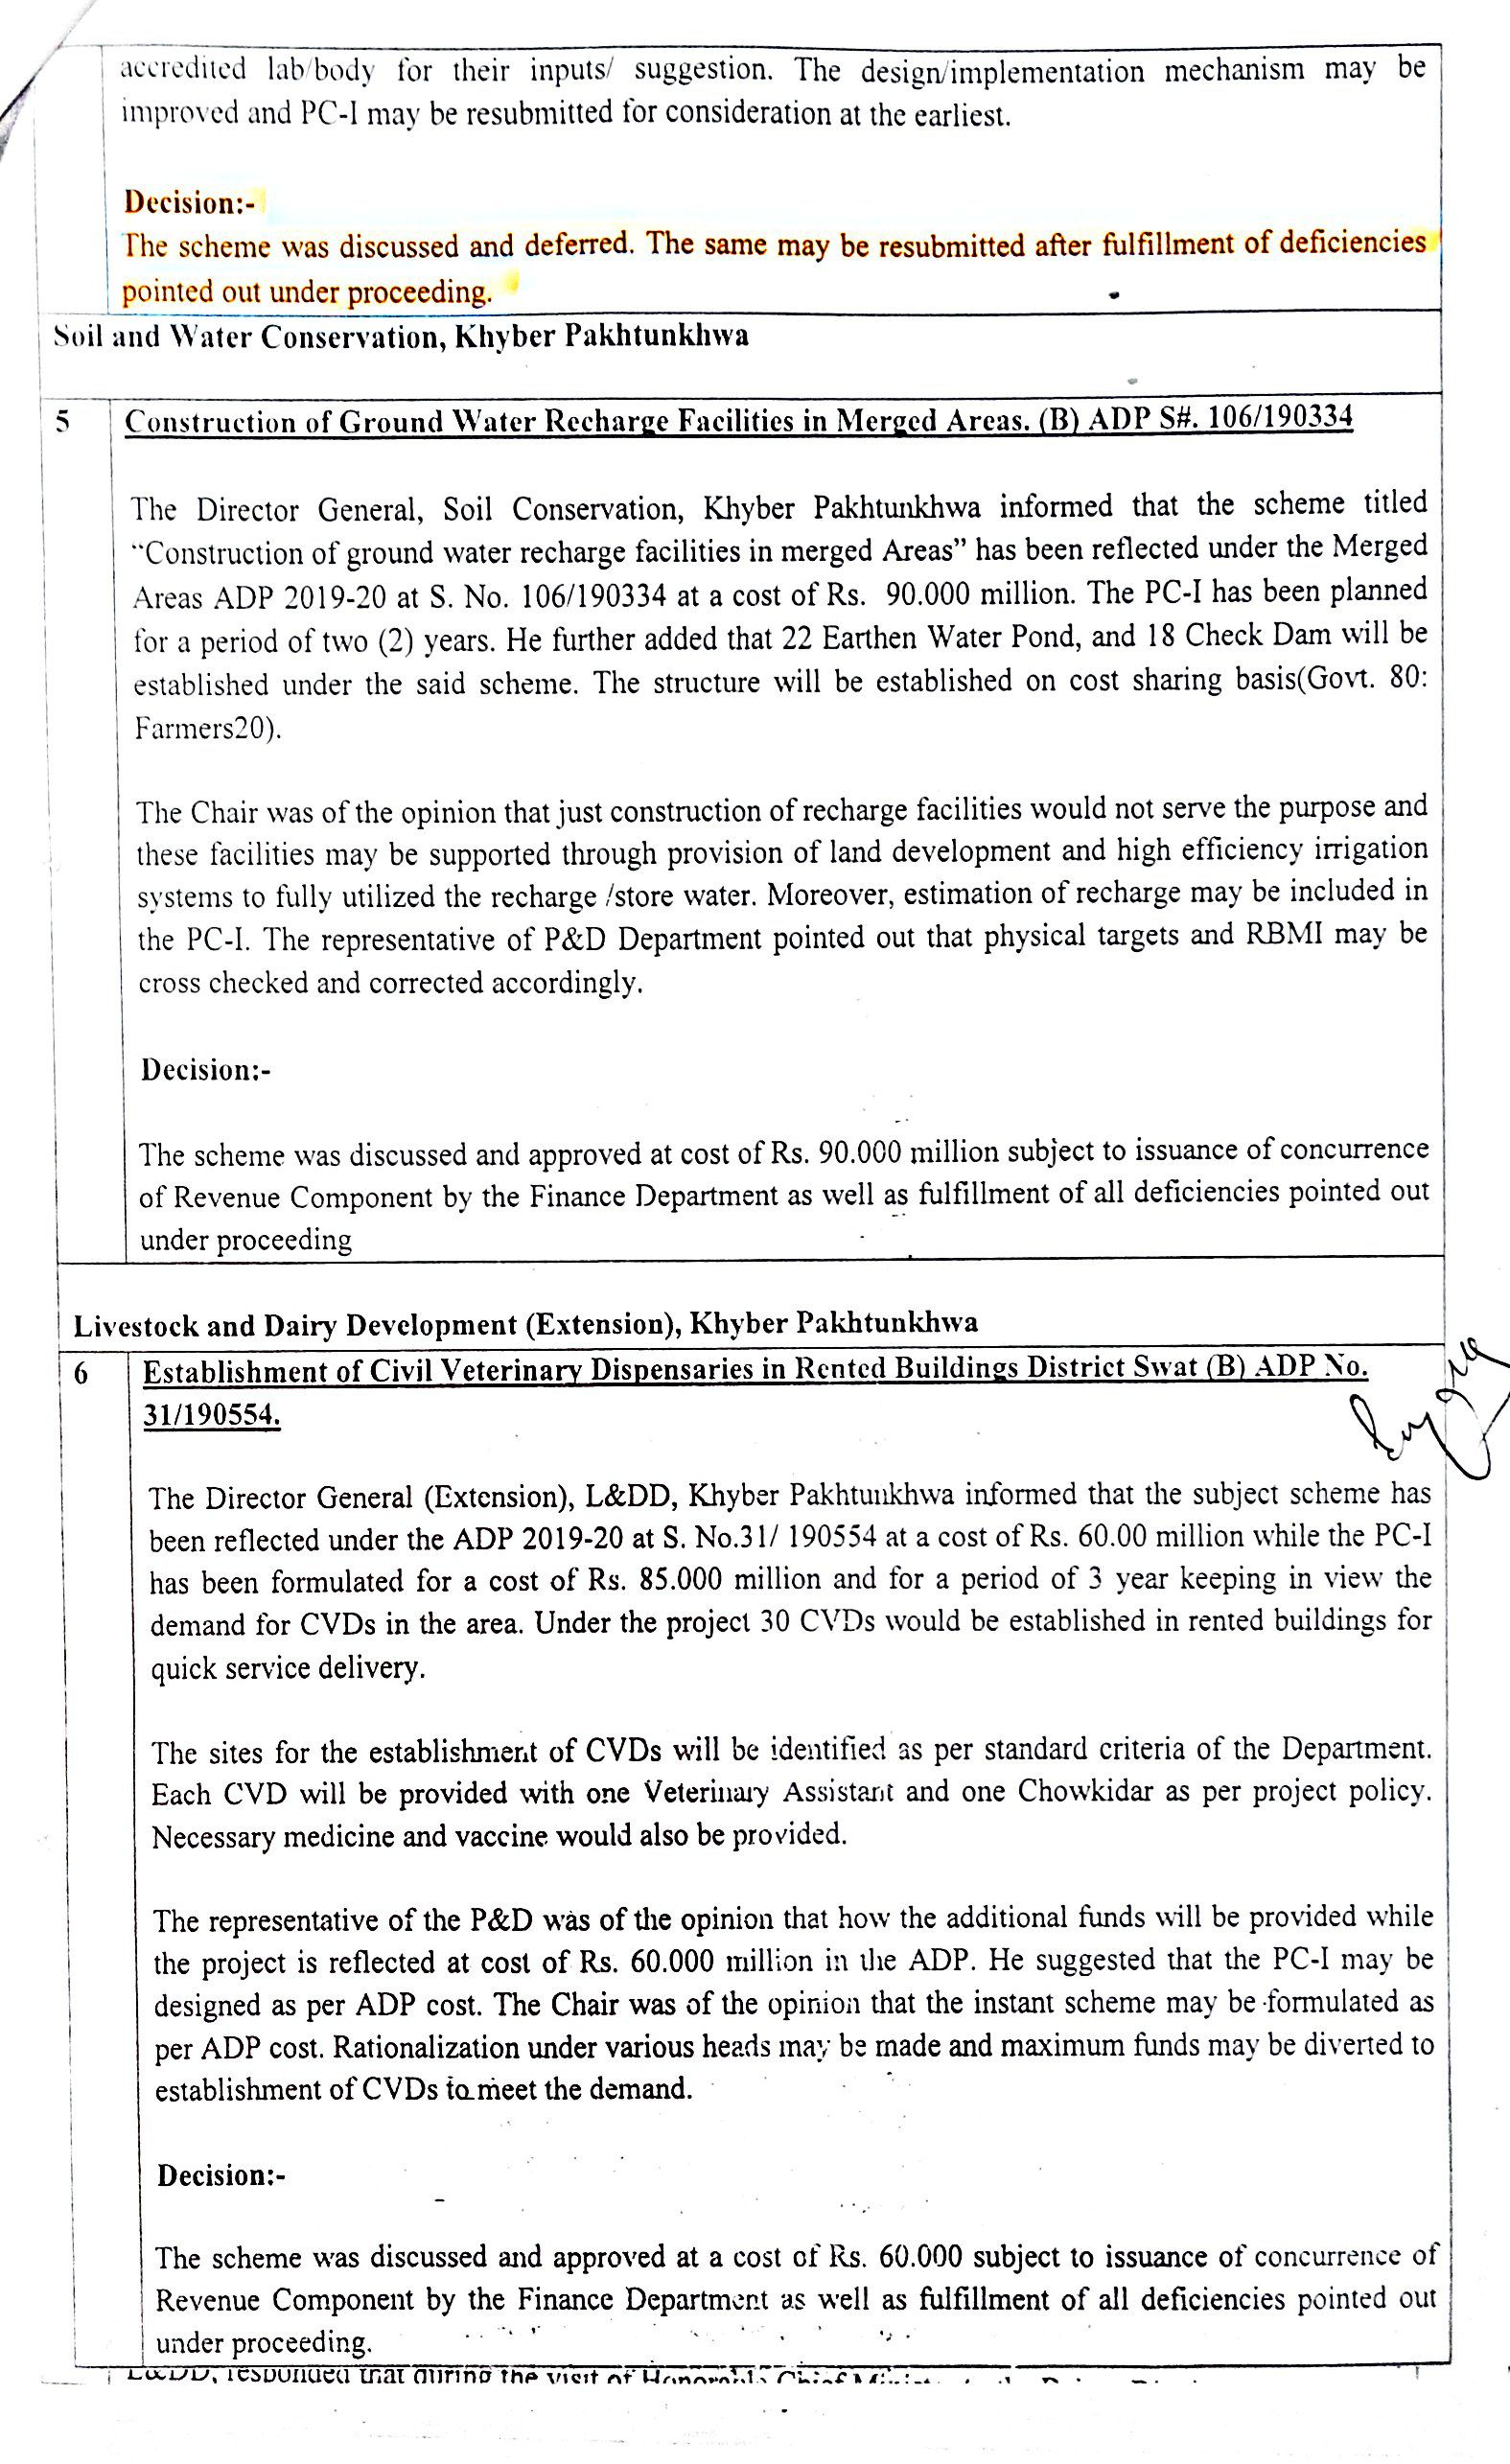 accredited lab/body for their inputs/ suggestion. The design/implementation mechanism may be
improved and PC-I may be resubmitted for consideration at the earliest.
Decision:-
The scheme was discussed and deferred. The same may be resubmitted after fulfillment of deficiencies
pointed out under proceeding.
Soil and Water Conservation, Khyber Pakhtunkhwa
5 Construction of Ground Water Recharge Facilities in Merged Areas. (B) ADP S#. 106/190334
The Director General, Soil Conservation, Khyber Pakhtunkhwa informed that the scheme titled
“Construction of ground water recharge facilities in merged Areas” has been reflected under the Merged
Areas ADP 2019-20 at S. No. 106/190334 at a cost of Rs. 90.000 million. The PC-I has been planned
for a period of two (2) years. He further added that 22 Earthen Water Pond, and 18 Check Dam will be
established under the said scheme. The structure will be established on cost sharing basis(Govt. 80:
Farmers20).
The Chair was of the opinion that just construction of recharge facilities would not serve the purpose and
these facilities may be supported through provision of land development and high efficiency irrigation
systems to fully utilized the recharge /store water. Moreover, estimation of recharge may be included in
the PC-I. The representative of P&D Department pointed out that physical targets and RBMI may be
cross checked and corrected accordingly.
Decision:-
The scheme was discussed and approved at cost of Rs. 90.000 million subject to issuance of concurrence
of Revenue Component by the Finance Department as well as fulfillment of all deficiencies pointed out
under proceeding
Livestock and Dairy Development (Extension), Khyber Pakhtunkhwa
6 Establishment of Civil Veterinary Dispensaries in Rented Buildings District Swat (B) ADP No.
31/190554.
The Director General (Extension), L&DD, Khyber Pakhtunkhwa informed that the subject scheme has
been reflected under the ADP 2019-20 at S. No.31/ 190554 at a cost of Rs. 60.00 million while the PC-I
has been formulated for a cost of Rs. 85.000 million and for a period of 3 year keeping in view the
demand for CVDs in the area. Under the project 30 CVDs would be established in rented buildings for
quick service delivery.
The sites for the establishment of CVDs will be identified as per standard criteria of the Department.
Each CVD will be provided with one Veterinary Assistant and one Chowkidar as per project policy.
Necessary medicine and vaccine would also be provided.
The representative of the P&D was of the opinion that how the additional funds will be provided while
the project is reflected at cost of Rs. 60.000 million in the ADP. He suggested that the PC-I may be
designed as per ADP cost. The Chair was of the opinion that the instant scheme may be formulated as
per ADP cost. Rationalization under various heads may be made and maximum funds may be diverted to
establishment of CVDs to meet the demand.
Decision:-
The scheme was discussed and approved at a cost of Rs. 60.000 subject to issuance of concurrence of
Revenue Component by the Finance Department as well as fulfillment of all deficiencies pointed out
under proceeding.
L&DD, responded that during the visit of